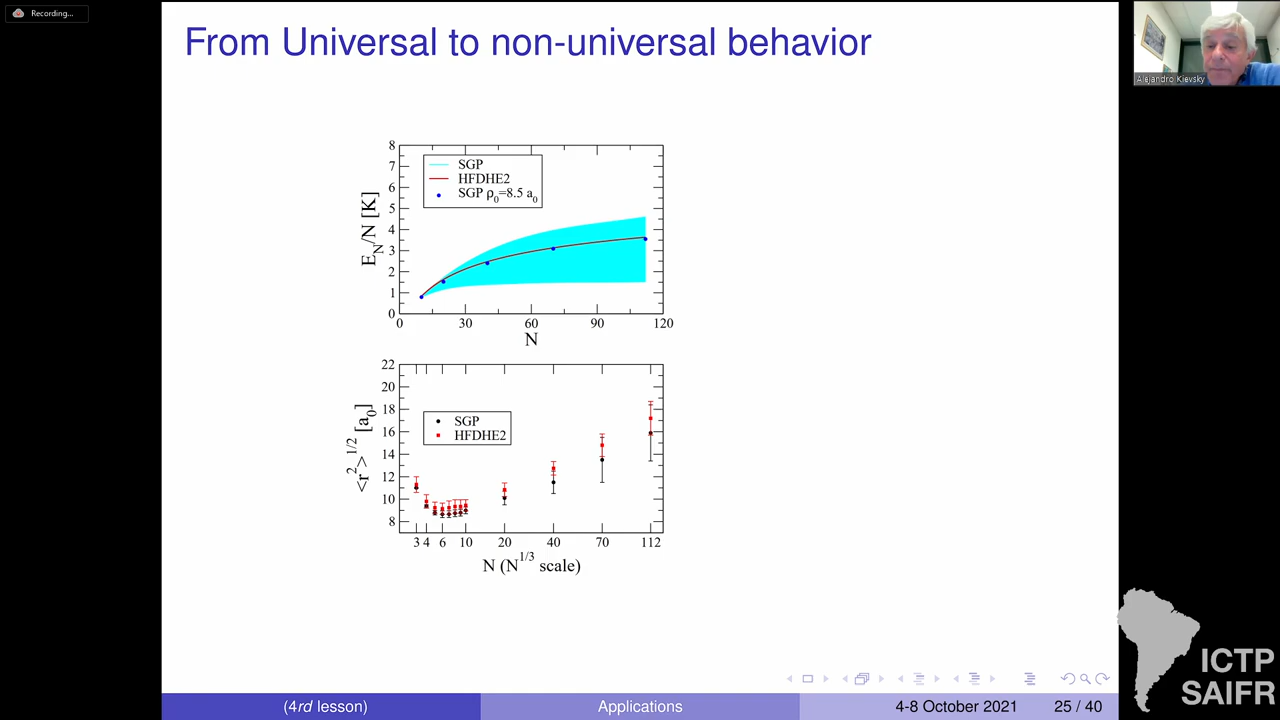 Recording...
From Universal to non-universal behavior
Alejandro Kievsky
8
7
6
5
4
3
2
1
0
E_N/N [K]
SGP
HFDHE2
SGP ρ_0=8.5 a_0
0 30 60 90 120
N
22
20
18
16
14
12
10
8
<r^2>^1/2 [a_0]
SGP
HFDHE2
3 4 6 10 20 40 70 112
N (N^1/3 scale)
ICTP
SAIFR
(4rd lesson) Applications 4-8 October 2021 25 / 40